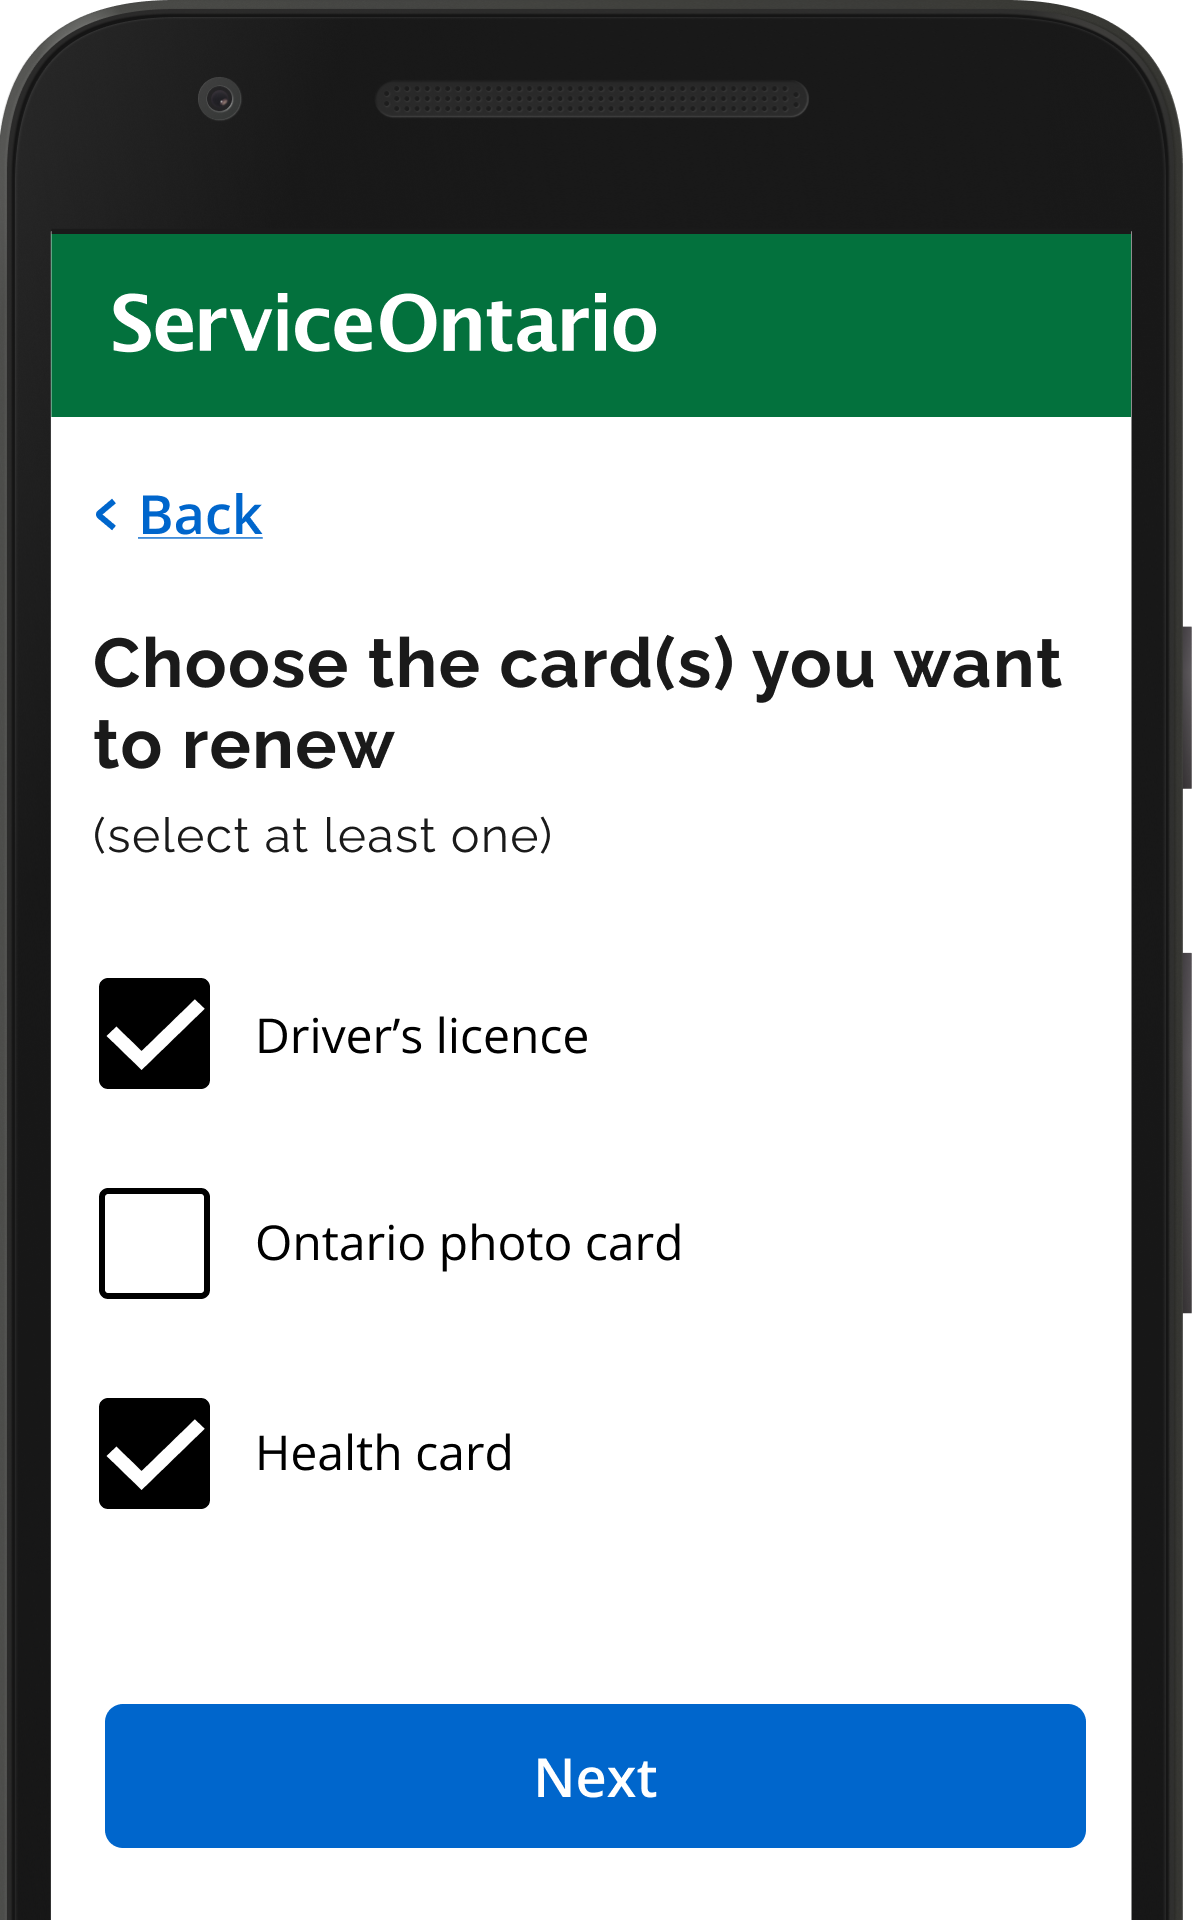 ServiceOntario
Back
Choose the card(s) you want
to renew
(select at least one)
Driver’s licence
Ontario photo card
Health card
Next